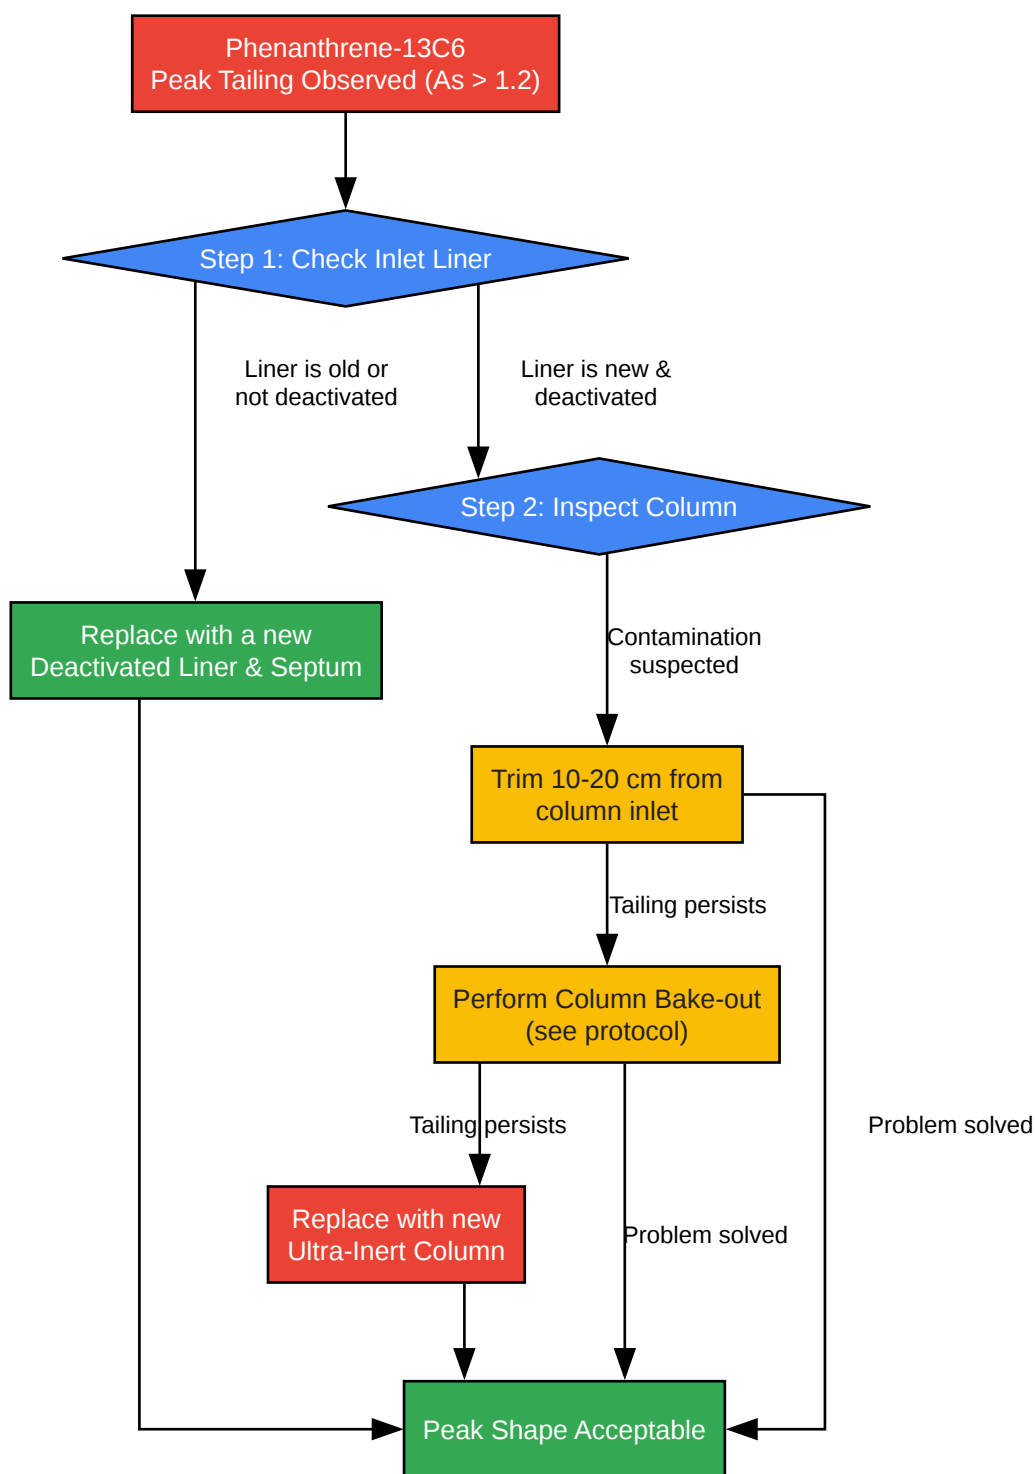 Phenanthrene-13C6
Peak Tailing Observed (As > 1.2)
Step 1: Check Inlet Liner
Liner is old or
not deactivated
Liner is new &
deactivated
Step 2: Inspect Column
Replace with a new
Deactivated Liner & Septum
Contamination
suspected
Trim 10-20 cm from
column inlet
Tailing persists
Perform Column Bake-out
(see protocol)
Tailing persists
Problem solved
Replace with new
Ultra-Inert Column
Problem solved
Peak Shape Acceptable